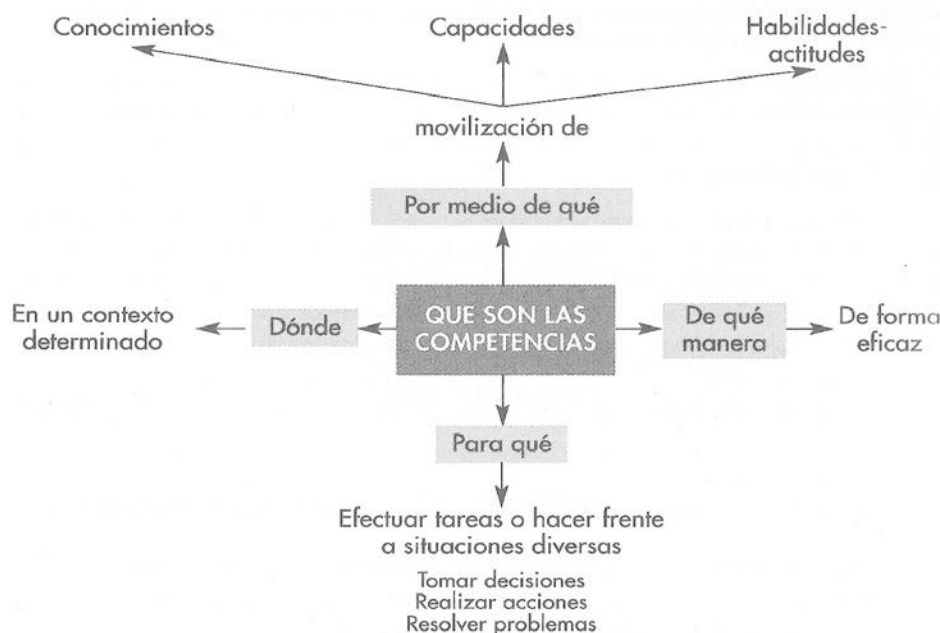 Conocimientos
Capacidades
Habilidades-
actitudes
movilización de
Por medio de qué
En un contexto
determinado
Dónde
QUE SON LAS
COMPETENCIAS
De qué
manera
De forma
eficaz
Para qué
Efectuar tareas o hacer frente
a situaciones diversas
Tomar decisiones
Realizar acciones
Resolver problemas